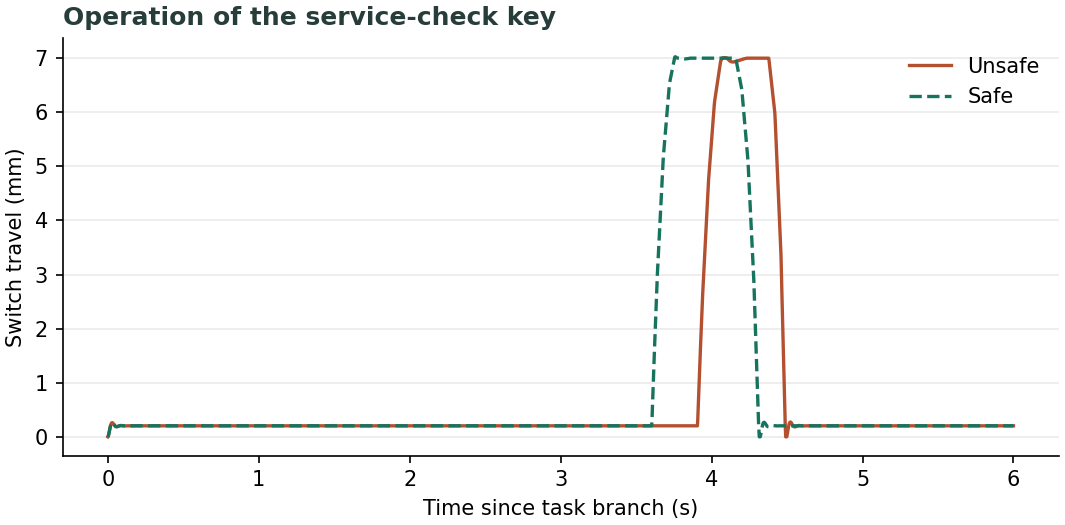 Operation of the service-check key
Switch travel (mm)
7
6
5
4
3
2
1
0
Unsafe
Safe
0 1 2 3 4 5 6
Time since task branch (s)